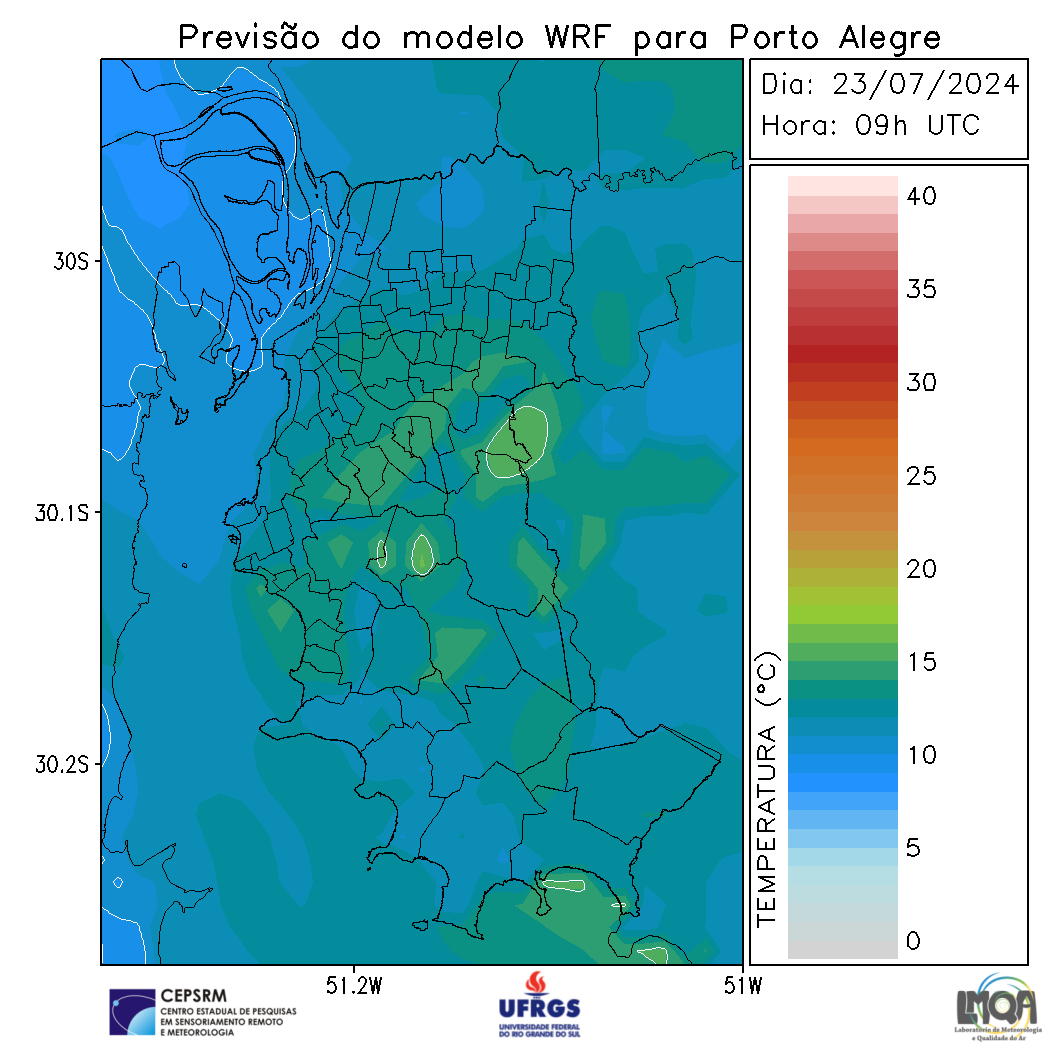 Previsão do modelo WRF para Porto Alegre
Dia: 23/07/2024
Hora: 09h UTC
40
35
30
25
20
15
10
5
0
TEMPERATURA (°C)
30S
30.1S
30.2S
51.2W
51W
CEPSRM
CENTRO ESTADUAL DE PESQUISAS
EM SENSORIAMENTO REMOTO
E METEOROLOGIA
UFRGS
UNIVERSIDADE FEDERAL
DO RIO GRANDE DO SUL
LMQA
Laboratório de Meteorologia
e Qualidade do Ar